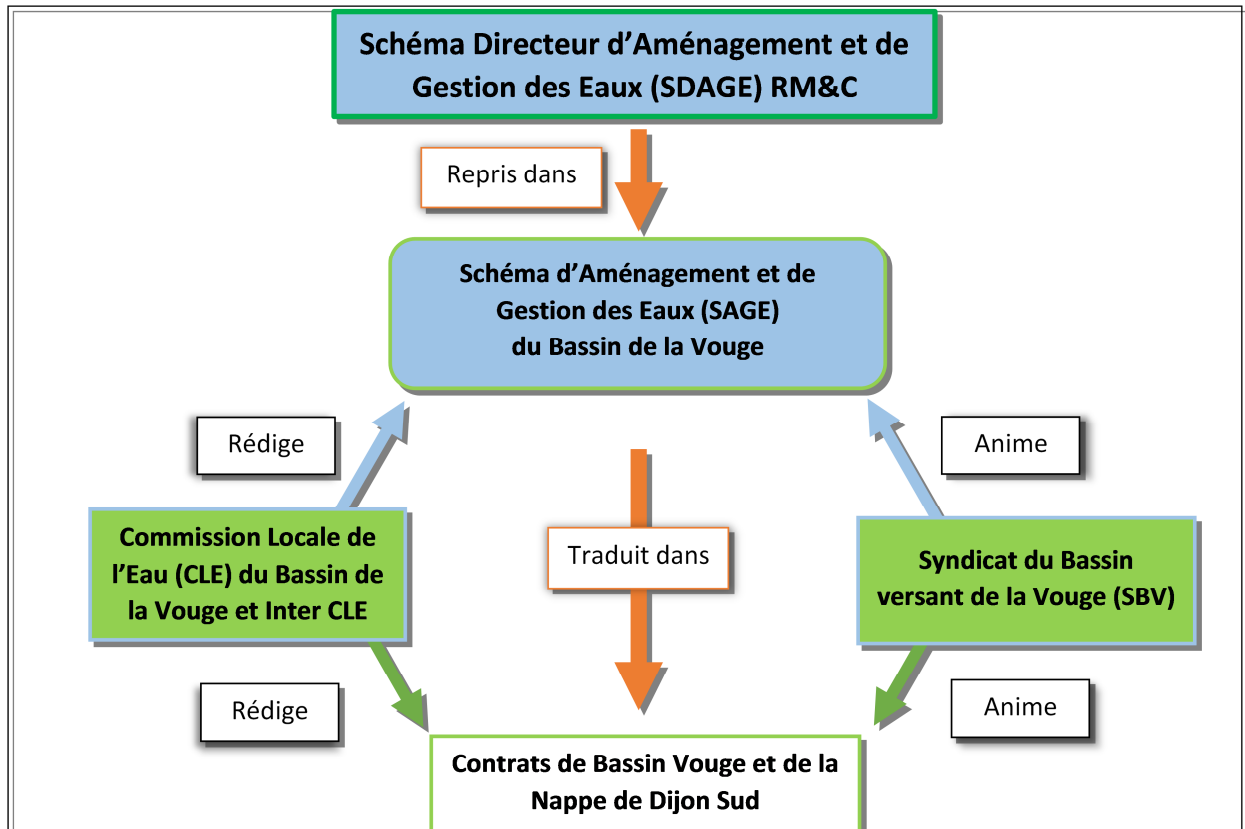 Schéma Directeur d’Aménagement et de
Gestion des Eaux (SDAGE) RM&C
Repris dans
Schéma d’Aménagement et de
Gestion des Eaux (SAGE)
du Bassin de la Vouge
Rédige
Anime
Commission Locale de
l’Eau (CLE) du Bassin de
la Vouge et Inter CLE
Traduit dans
Syndicat du Bassin
versant de la Vouge (SBV)
Rédige
Anime
Contrats de Bassin Vouge et de la
Nappe de Dijon Sud